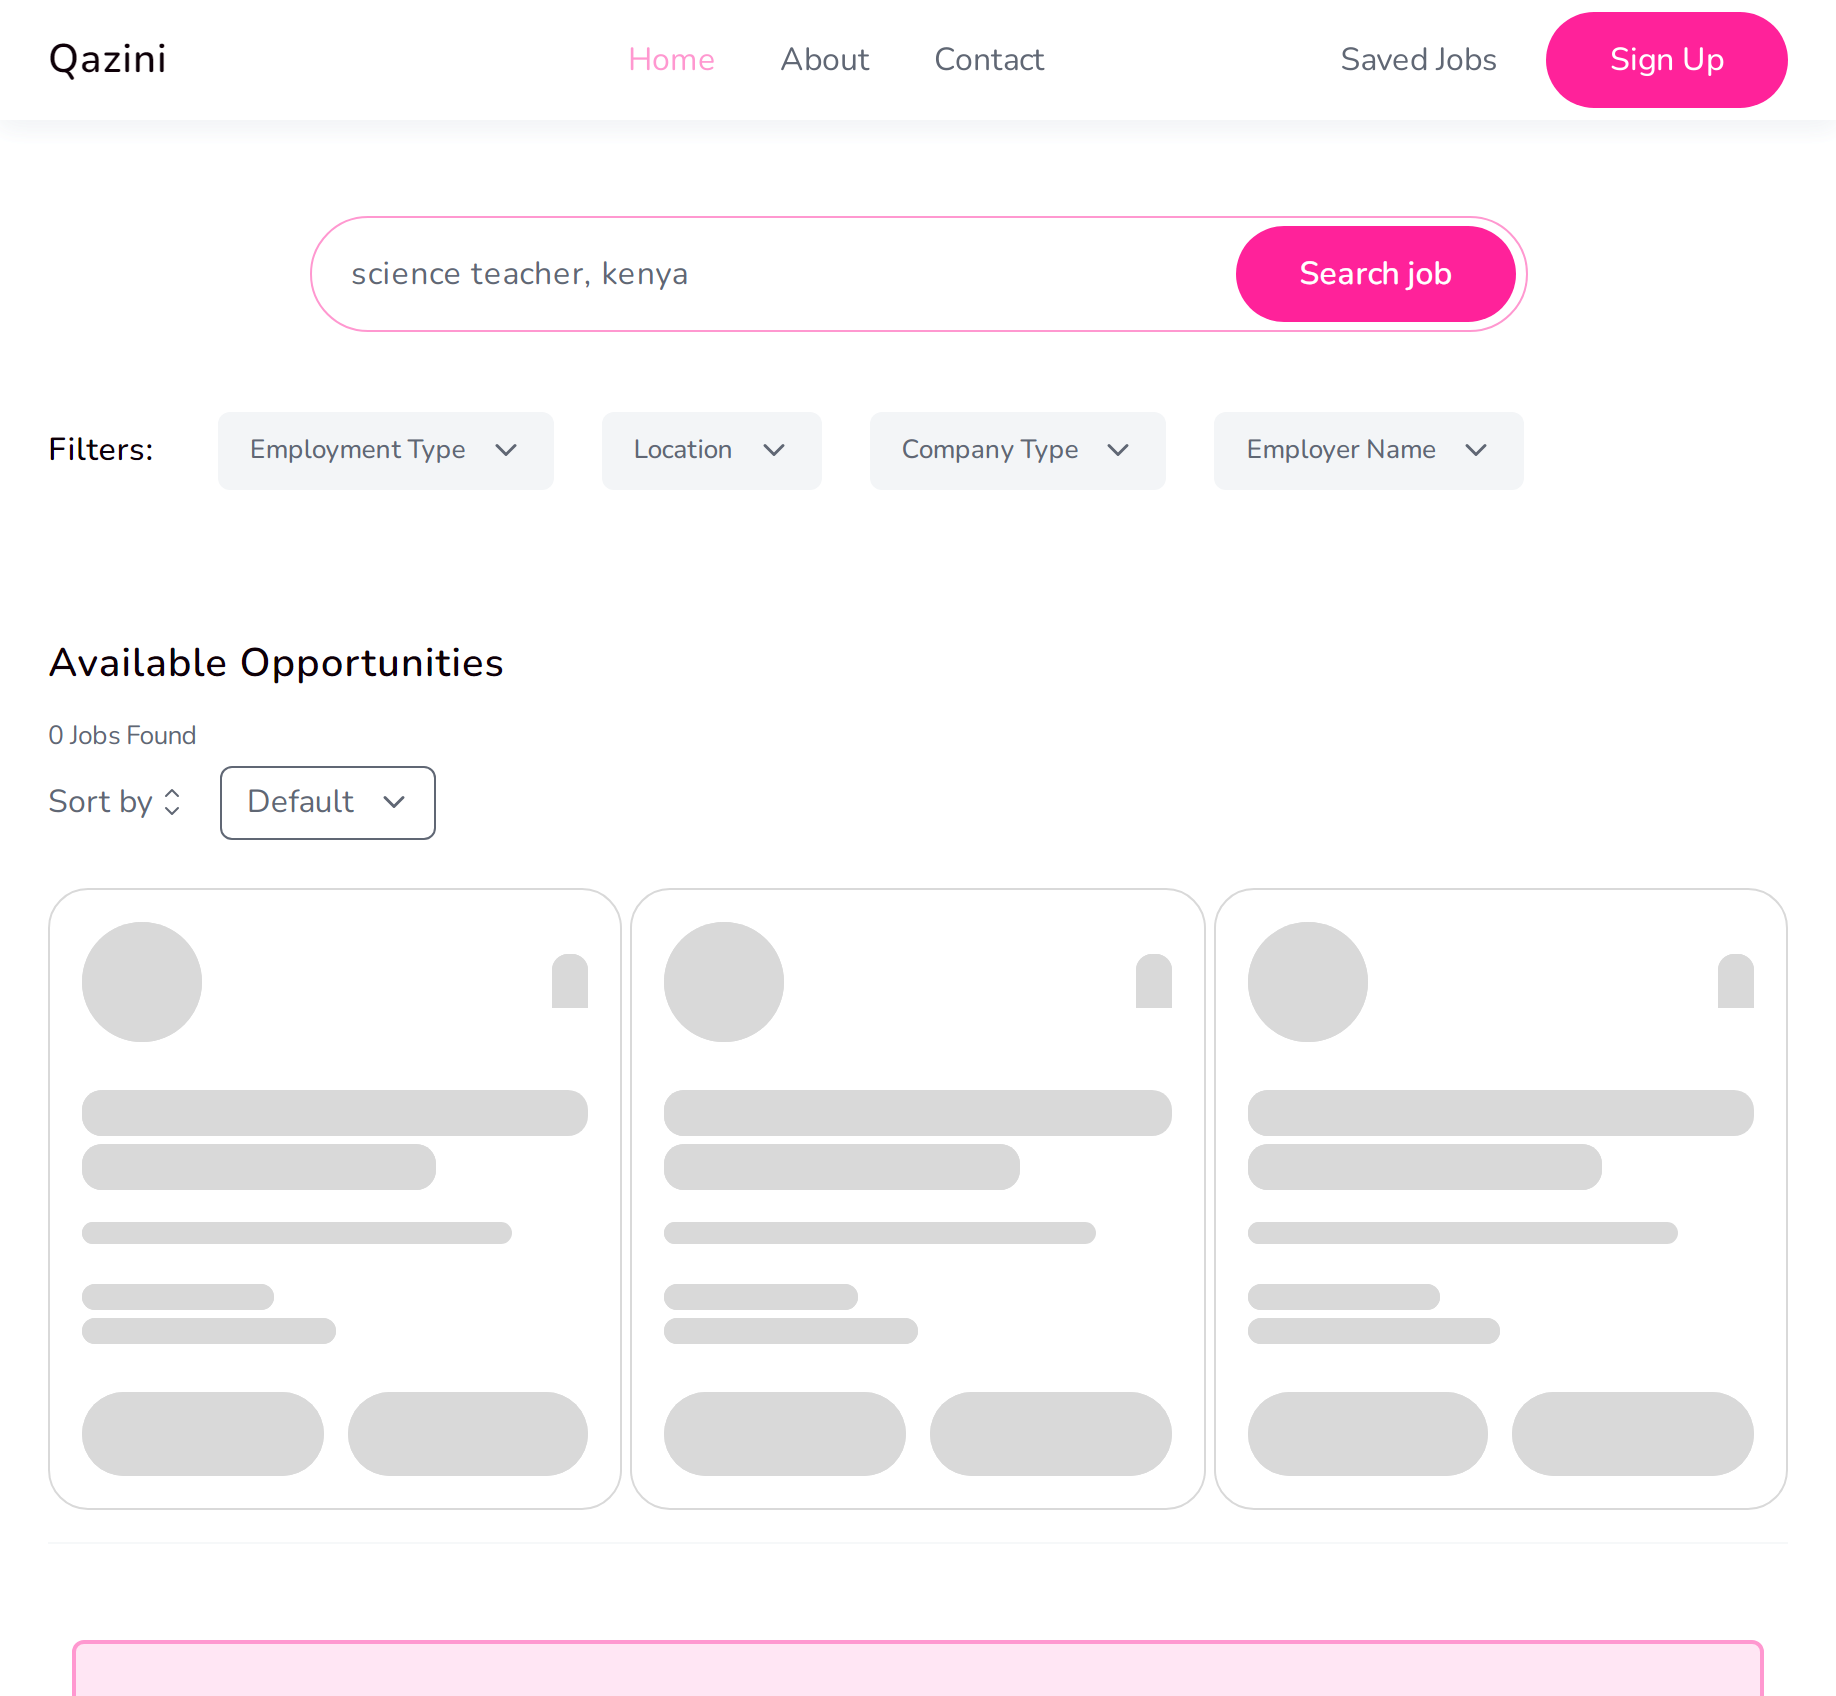 Qazini
Home
About
Contact
Saved Jobs
Sign Up
science teacher, kenya
Search job
Filters:
Employment Type
Location
Company Type
Employer Name
Available Opportunities
0 Jobs Found
Sort by
Default